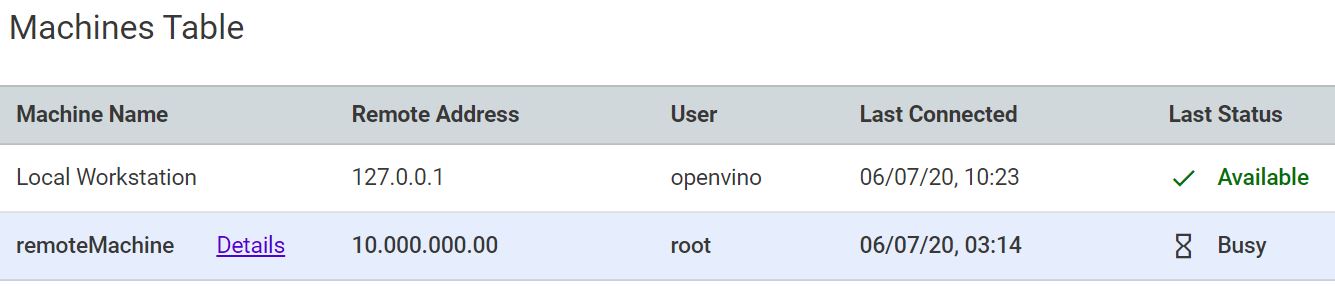 Machines Table
Machine Name Remote Address User Last Connected Last Status
Local Workstation 127.0.0.1 openvino 06/07/20, 10:23 Available
remoteMachine Details 10.000.000.00 root 06/07/20, 03:14 Busy